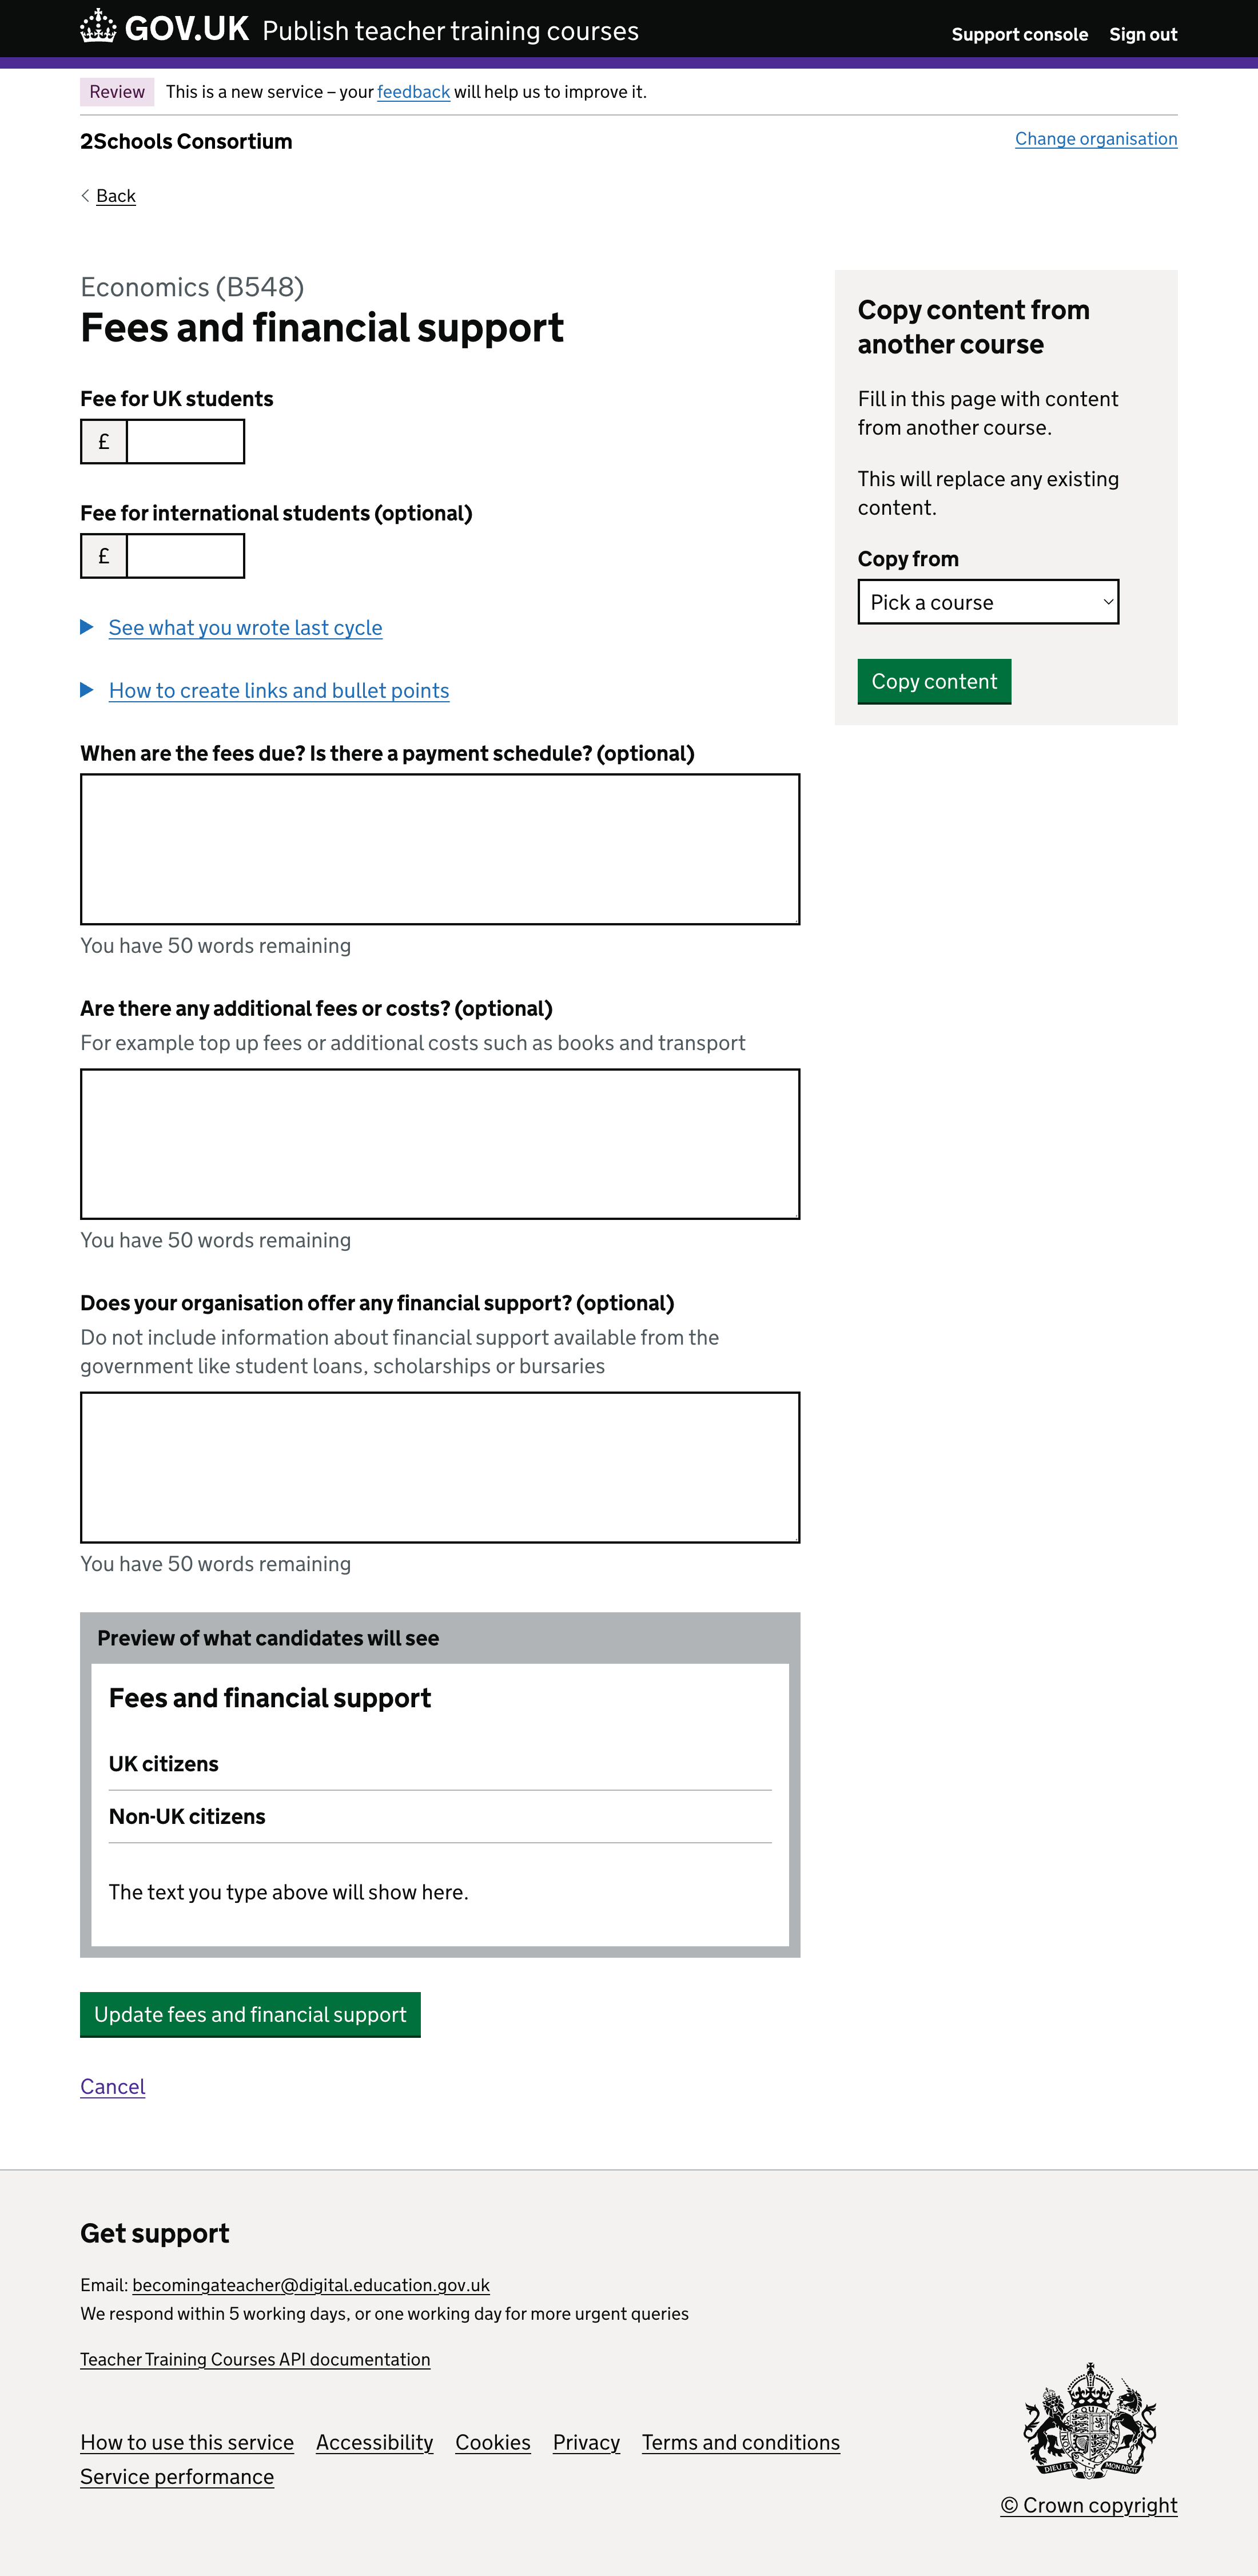 GOV.UK Publish teacher training courses
Support console Sign out
Review This is a new service – your feedback will help us to improve it.
2Schools Consortium
Change organisation
Back
Economics (B548)
Fees and financial support
Fee for UK students
£
Fee for international students (optional)
£
See what you wrote last cycle
How to create links and bullet points
When are the fees due? Is there a payment schedule? (optional)
You have 50 words remaining
Are there any additional fees or costs? (optional)
For example top up fees or additional costs such as books and transport
You have 50 words remaining
Does your organisation offer any financial support? (optional)
Do not include information about financial support available from the
government like student loans, scholarships or bursaries
You have 50 words remaining
Preview of what candidates will see
Fees and financial support
UK citizens
Non-UK citizens
The text you type above will show here.
Update fees and financial support
Cancel
Copy content from
another course
Fill in this page with content
from another course.
This will replace any existing
content.
Copy from
Pick a course
Copy content
Get support
Email: becomingateacher@digital.education.gov.uk
We respond within 5 working days, or one working day for more urgent queries
Teacher Training Courses API documentation
How to use this service Accessibility Cookies Privacy Terms and conditions
Service performance
DIEU ET MON DROIT
© Crown copyright